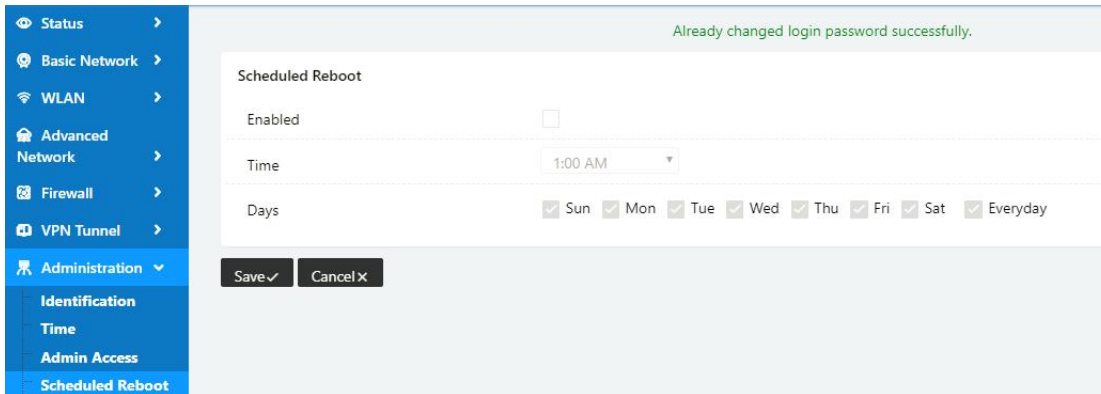 Status
Basic Network
WLAN
Advanced
Network
Firewall
VPN Tunnel
Administration
Identification
Time
Admin Access
Scheduled Reboot
Already changed login password successfully.
Scheduled Reboot
Enabled
Time 1:00 AM
Days Sun Mon Tue Wed Thu Fri Sat Everyday
Save Cancel